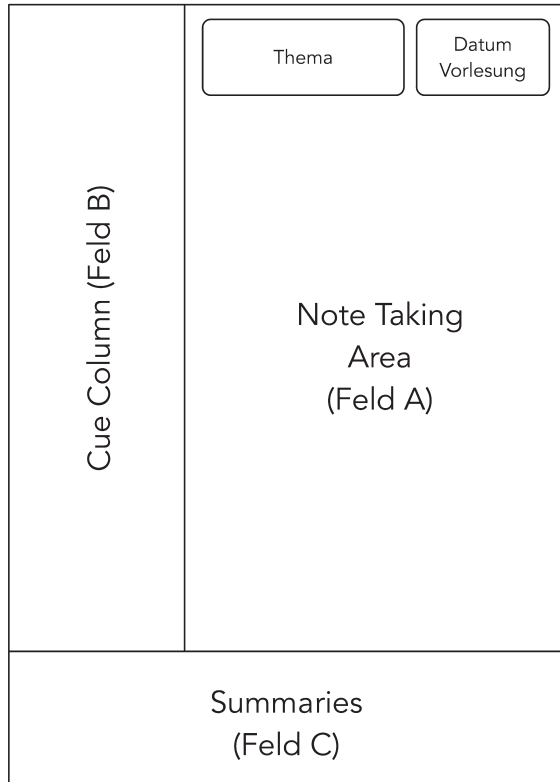 Thema
Datum
Vorlesung
Cue Column (Feld B)
Note Taking
Area
(Feld A)
Summaries
(Feld C)